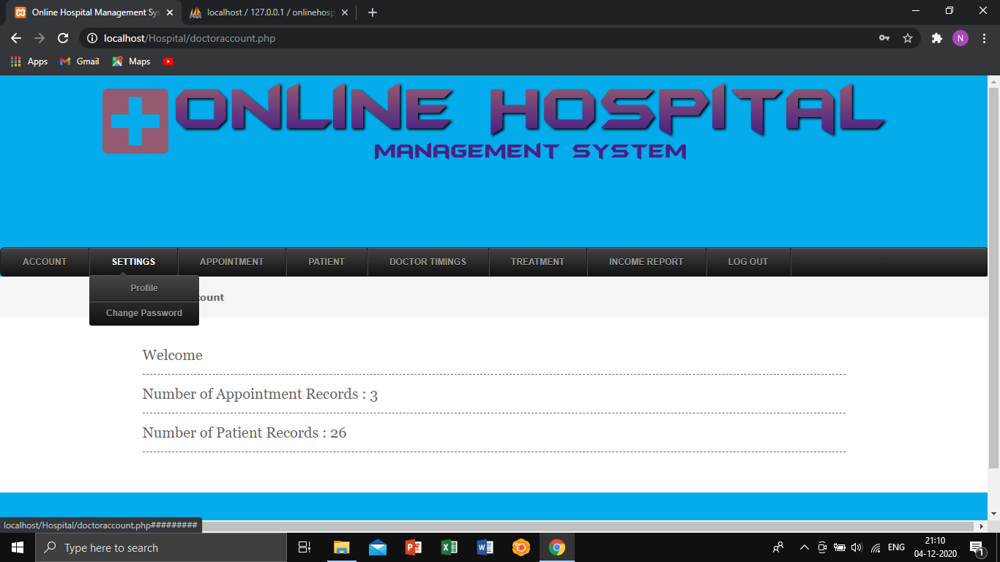 Online Hospital Management Sys
localhost / 127.0.0.1 / onlinehosp
localhost/Hospital/doctoraccount.php
N
Apps
Gmail
Maps
ONLINE HOSPITAL
MANAGEMENT SYSTEM
ACCOUNT
SETTINGS
APPOINTMENT
PATIENT
DOCTOR TIMINGS
TREATMENT
INCOME REPORT
LOG OUT
Profile
Change Password
count
Welcome
Number of Appointment Records : 3
Number of Patient Records : 26
localhost/Hospital/doctoraccount.php#########
Type here to search
ENG
21:10
04-12-2020
1